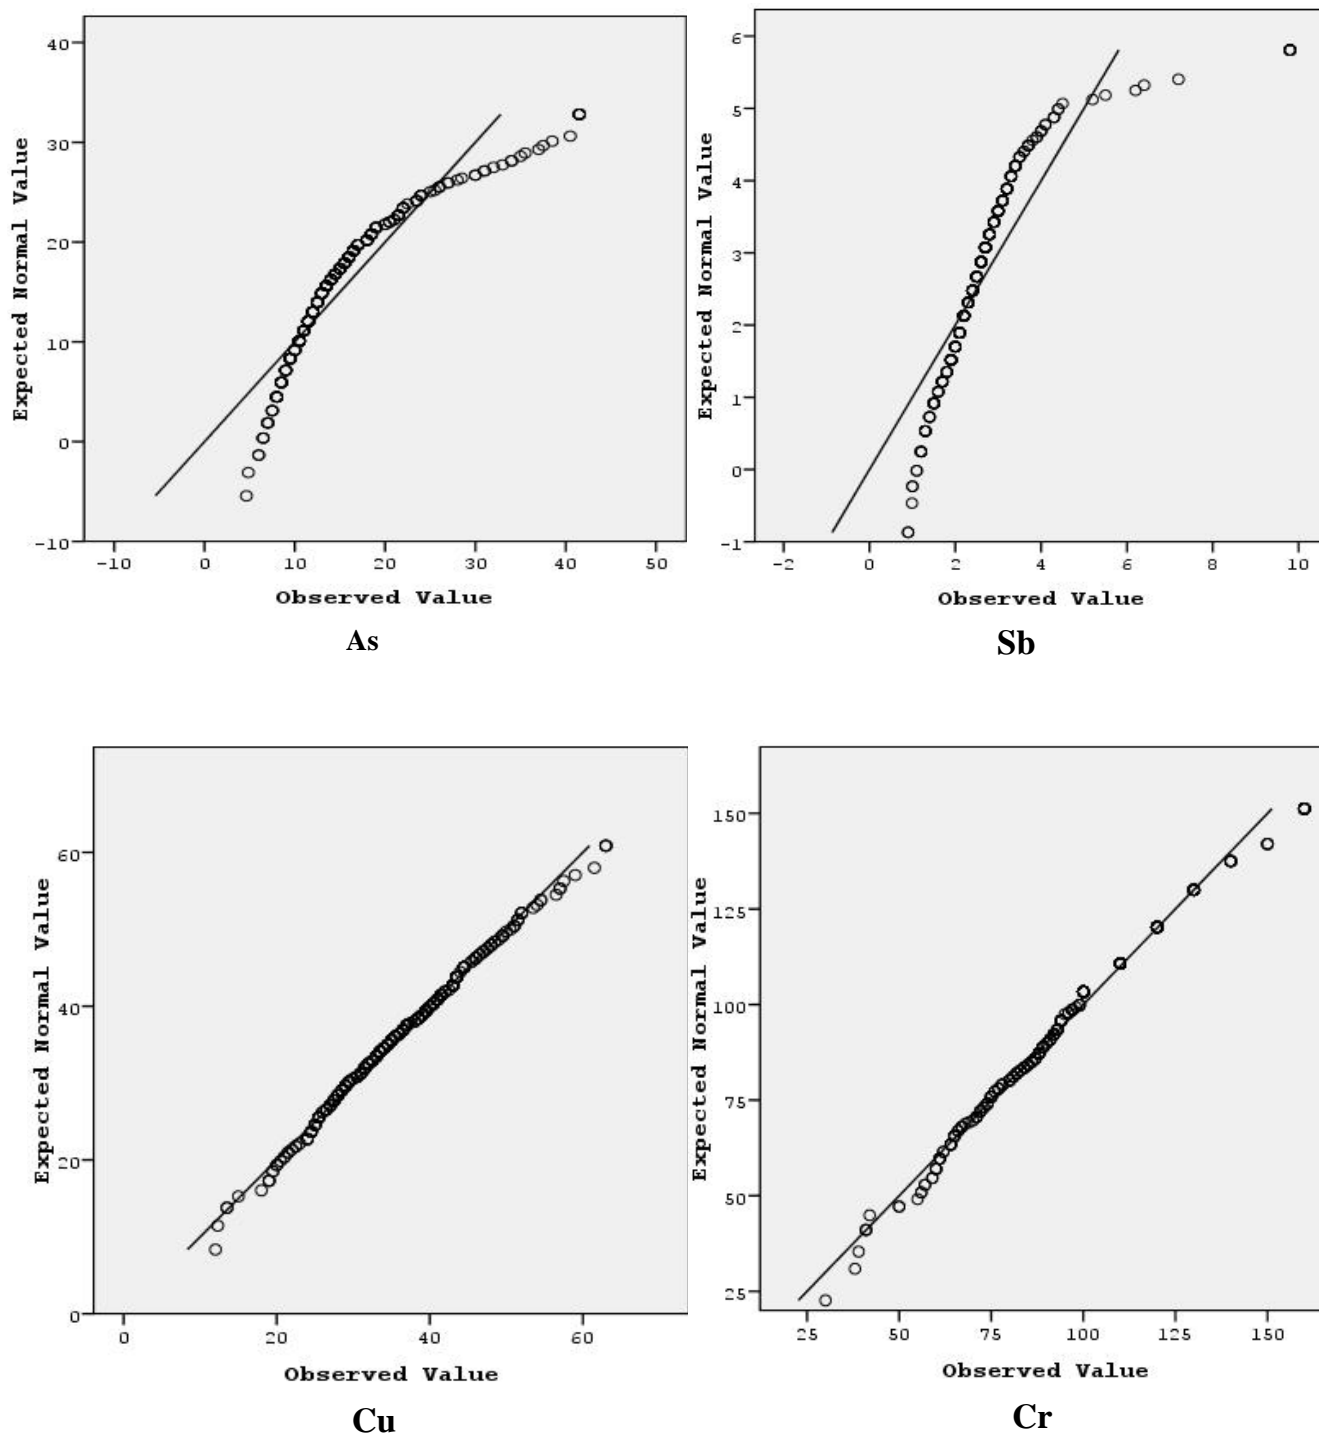 Expected Normal Value
40
30
20
10
0
-10
-10 0 10 20 30 40 50
Observed Value
As
Expected Normal Value
6
5
4
3
2
1
0
-1
-2 0 2 4 6 8 10
Observed Value
Sb
Expected Normal Value
60
40
20
0
0 20 40 60
Observed Value
Cu
Expected Normal Value
150
125
100
75
50
25
25 50 75 100 125 150
Observed Value
Cr